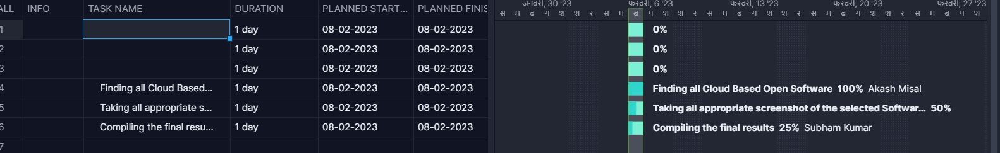 ALL INFO TASK NAME DURATION PLANNED START... PLANNED FINIS
जनवरी, 30 '23 फरवरी, 6 '23 फरवरी, 13 '23 फरवरी, 20 '23 फरवरी, 27 '23
स म ब ग श श र स म म ब ग श श र स म ब ग श श र स म ब ग श श र स म ब ग श
1 1 day 08-02-2023 08-02-2023 0%
2 1 day 08-02-2023 08-02-2023 0%
3 1 day 08-02-2023 08-02-2023 0%
4 Finding all Cloud Based... 1 day 08-02-2023 08-02-2023 Finding all Cloud Based Open Software 100% Akash Misal
5 Taking all appropriate s... 1 day 08-02-2023 08-02-2023 Taking all appropriate screenshot of the selected Softwar... 50%
6 Compiling the final resu... 1 day 08-02-2023 08-02-2023 Compiling the final results 25% Subham Kumar
7